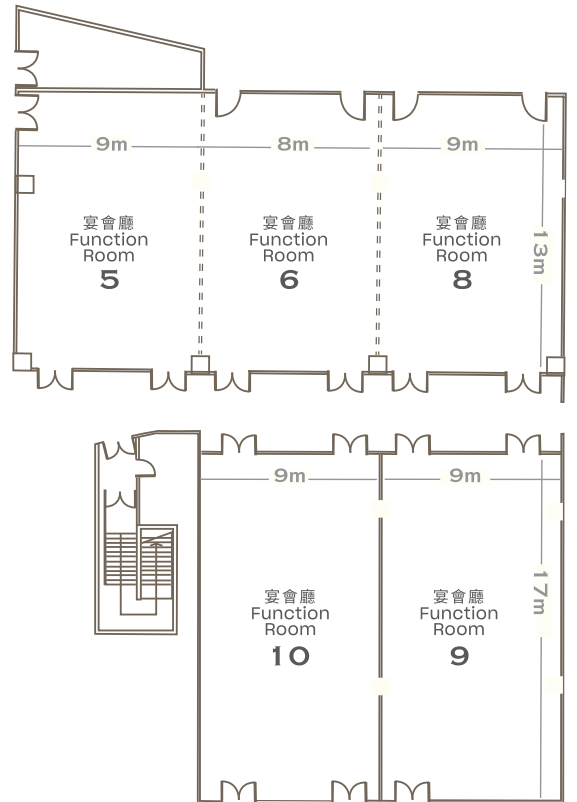 9m
8m
9m
宴會廳
Function
Room
5
宴會廳
Function
Room
6
宴會廳
Function
Room
8
13m
9m
9m
宴會廳
Function
Room
10
宴會廳
Function
Room
9
17m